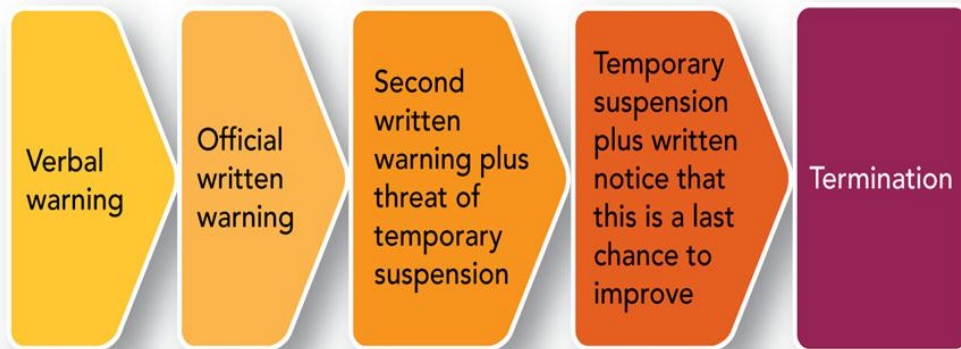 Verbal
warning
Official
written
warning
Second
written
warning plus
threat of
temporary
suspension
Temporary
suspension
plus written
notice that
this is a last
chance to
improve
Termination